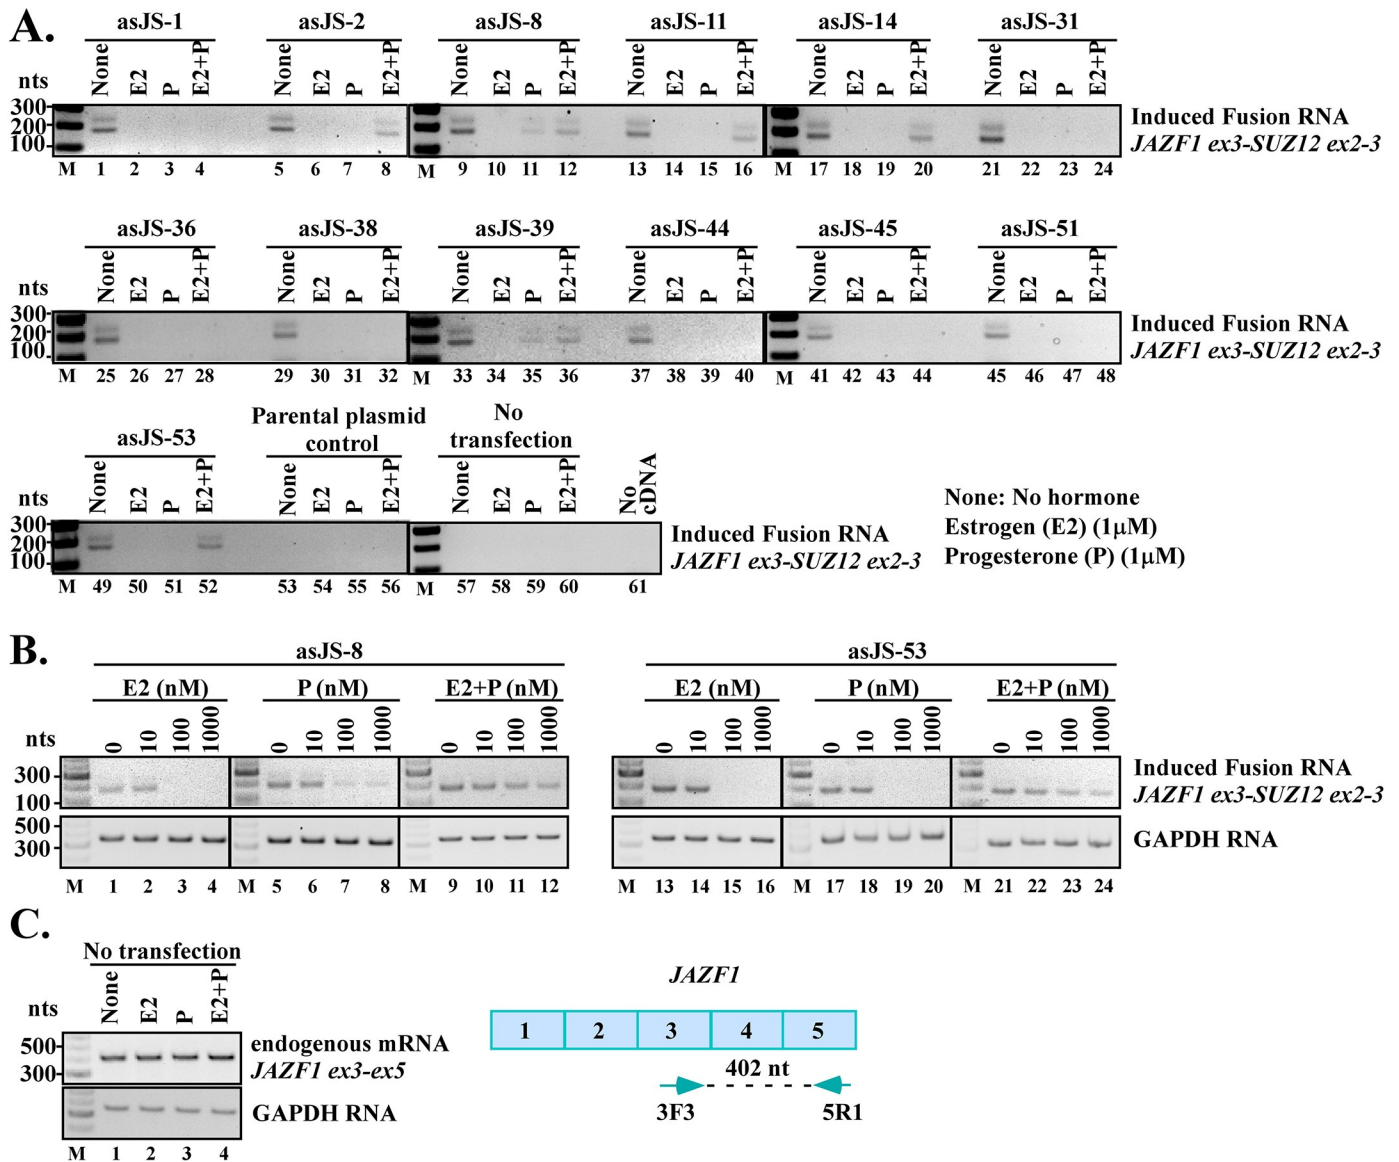 A.
asJS-1 asJS-2 asJS-8 asJS-11 asJS-14 asJS-31
nts None E2 P E2+P None E2 P E2+P None E2 P E2+P None E2 P E2+P None E2 P E2+P None E2 P E2+P
300
200
100
Induced Fusion RNA
JAZF1 ex3-SUZ12 ex2-3
M 1 2 3 4 5 6 7 8 M 9 10 11 12 13 14 15 16 M 17 18 19 20 21 22 23 24
asJS-36 asJS-38 asJS-39 asJS-44 asJS-45 asJS-51
nts None E2 P E2+P None E2 P E2+P None E2 P E2+P None E2 P E2+P None E2 P E2+P None E2 P E2+P
300
200
100
Induced Fusion RNA
JAZF1 ex3-SUZ12 ex2-3
M 25 26 27 28 29 30 31 32 M 33 34 35 36 37 38 39 40 M 41 42 43 44 45 46 47 48
asJS-53
Parental plasmid
control
No
transfection
nts None E2 P E2+P None E2 P E2+P None E2 P E2+P No
cDNA
300
200
100
Induced Fusion RNA
JAZF1 ex3-SUZ12 ex2-3
M 49 50 51 52 53 54 55 56 M 57 58 59 60 61
None: No hormone
Estrogen (E2) (1μM)
Progesterone (P) (1μM)
B.
asJS-8 asJS-53
E2 (nM) P (nM) E2+P (nM) E2 (nM) P (nM) E2+P (nM)
nts 0 10 100 1000 0 10 100 1000 0 10 100 1000 0 10 100 1000 0 10 100 1000 0 10 100 1000
300
100
Induced Fusion RNA
JAZF1 ex3-SUZ12 ex2-3
500
300
GAPDH RNA
M 1 2 3 4 M 5 6 7 8 M 9 10 11 12 M 13 14 15 16 M 17 18 19 20 M 21 22 23 24
C.
No transfection
nts None E2 P E2+P
500
300
endogenous mRNA
JAZF1 ex3-ex5
GAPDH RNA
M 1 2 3 4
JAZF1
1 2 3 4 5
402 nt
3F3 5R1